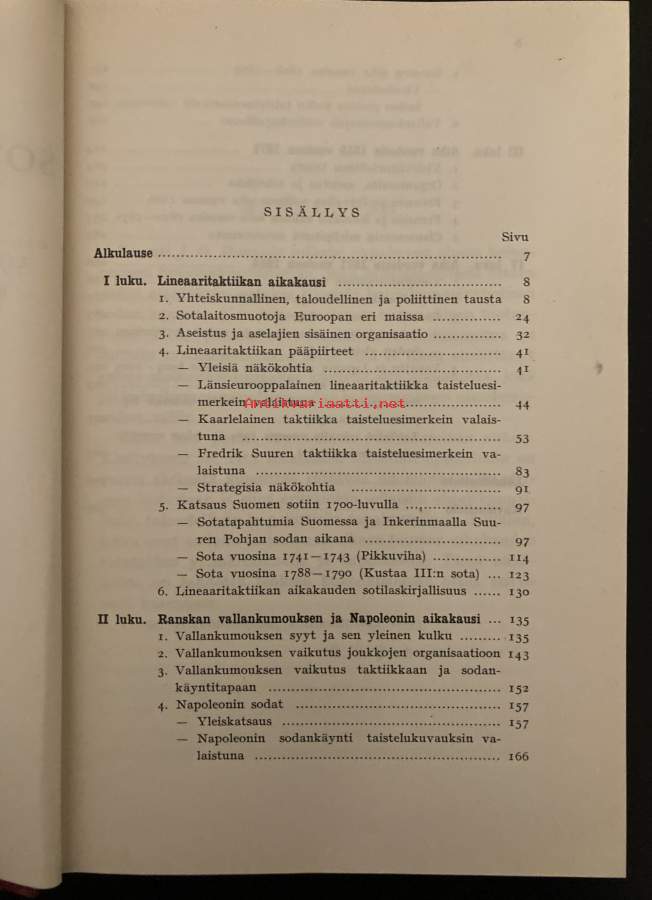 SISÄLLYS
Sivu
Alkulause ........ 7
I luku. Lineaaritaktiikan aikakausi ........ 8
1. Yhteiskunnallinen, taloudellinen ja poliittinen tausta 8
2. Sotalaitosmuotoja Euroopan eri maissa ........ 24
3. Aseistus ja aselajien sisäinen organisaatio ........ 32
4. Lineaaritaktiikan pääpiirteet ........ 41
— Yleisiä näkökohtia ........ 41
— Länsieurooppalainen lineaaritaktiikka taisteluesi-
merkein valaistuna ........ 44
Antikvariaatti.net
— Kaarlelainen taktiikka taisteluesimerkein valais-
tuna ........ 53
— Fredrik Suuren taktiikka taisteluesimerkein va-
laistuna ........ 83
— Strategisia näkökohtia ........ 91
5. Katsaus Suomen sotiin 1700-luvulla ........ 97
— Sotatapahtumia Suomessa ja Inkerinmaalla Suu-
ren Pohjan sodan aikana ........ 97
— Sota vuosina 1741—1743 (Pikkuviha) ........ 114
— Sota vuosina 1788—1790 (Kustaa III:n sota) ... 123
6. Lineaaritaktiikan aikakauden sotilaskirjallisuus ...... 130
II luku. Ranskan vallankumouksen ja Napoleonin aikakausi ... 135
1. Vallankumouksen syyt ja sen yleinen kulku ........ 135
2. Vallankumouksen vaikutus joukkojen organisaatioon 143
3. Vallankumouksen vaikutus taktiikkaan ja sodan-
käyntitapaan ........ 152
4. Napoleonin sodat ........ 157
— Yleiskatsaus ........ 157
— Napoleonin sodankäynti taistelukuvauksin va-
laistuna ........ 166